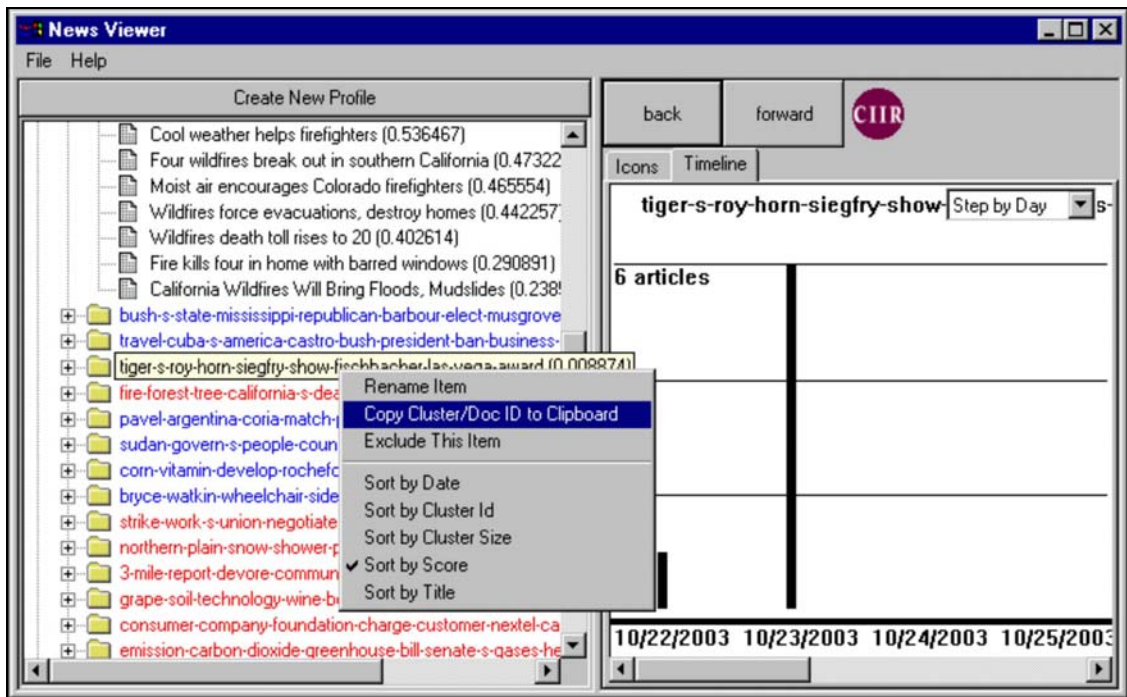 News Viewer
File Help
Create New Profile
Cool weather helps firefighters (0.536467)
Four wildfires break out in southern California (0.47322
Moist air encourages Colorado firefighters (0.465554)
Wildfires force evacuations, destroy homes (0.442257)
Wildfires death toll rises to 20 (0.402614)
Fire kills four in home with barred windows (0.290891)
California Wildfires Will Bring Floods, Mudslides (0.238
bush-s-state-mississippi-republican-barbour-elect-musgrove
travel-cuba-s-america-castro-bush-president-ban-business-
tiger-s-roy-horn-siegfry-show-fischbacher-las-vega-award (0.008874)
fire-forest-tree-california-s-dea
pavel-argentina-coria-match-
sudan-govern-s-people-coun
corn-vitamin-develop-rochefo
bryce-watkin-wheelchair-side
strike-work-s-union-negotiate
northern-plain-snow-shower-p
3-mile-report-devore-commun
grape-soil-technology-wine-b
consumer-company-foundation-charge-customer-nextel-ca
emission-carbon-dioxide-greenhouse-bill-senate-s-gases-he
Rename Item
Copy Cluster/Doc ID to Clipboard
Exclude This Item
Sort by Date
Sort by Cluster Id
Sort by Cluster Size
Sort by Score
Sort by Title
back forward CIIR
Icons Timeline
tiger-s-roy-horn-siegfry-show- Step by Day s-
6 articles
10/22/2003 10/23/2003 10/24/2003 10/25/2003